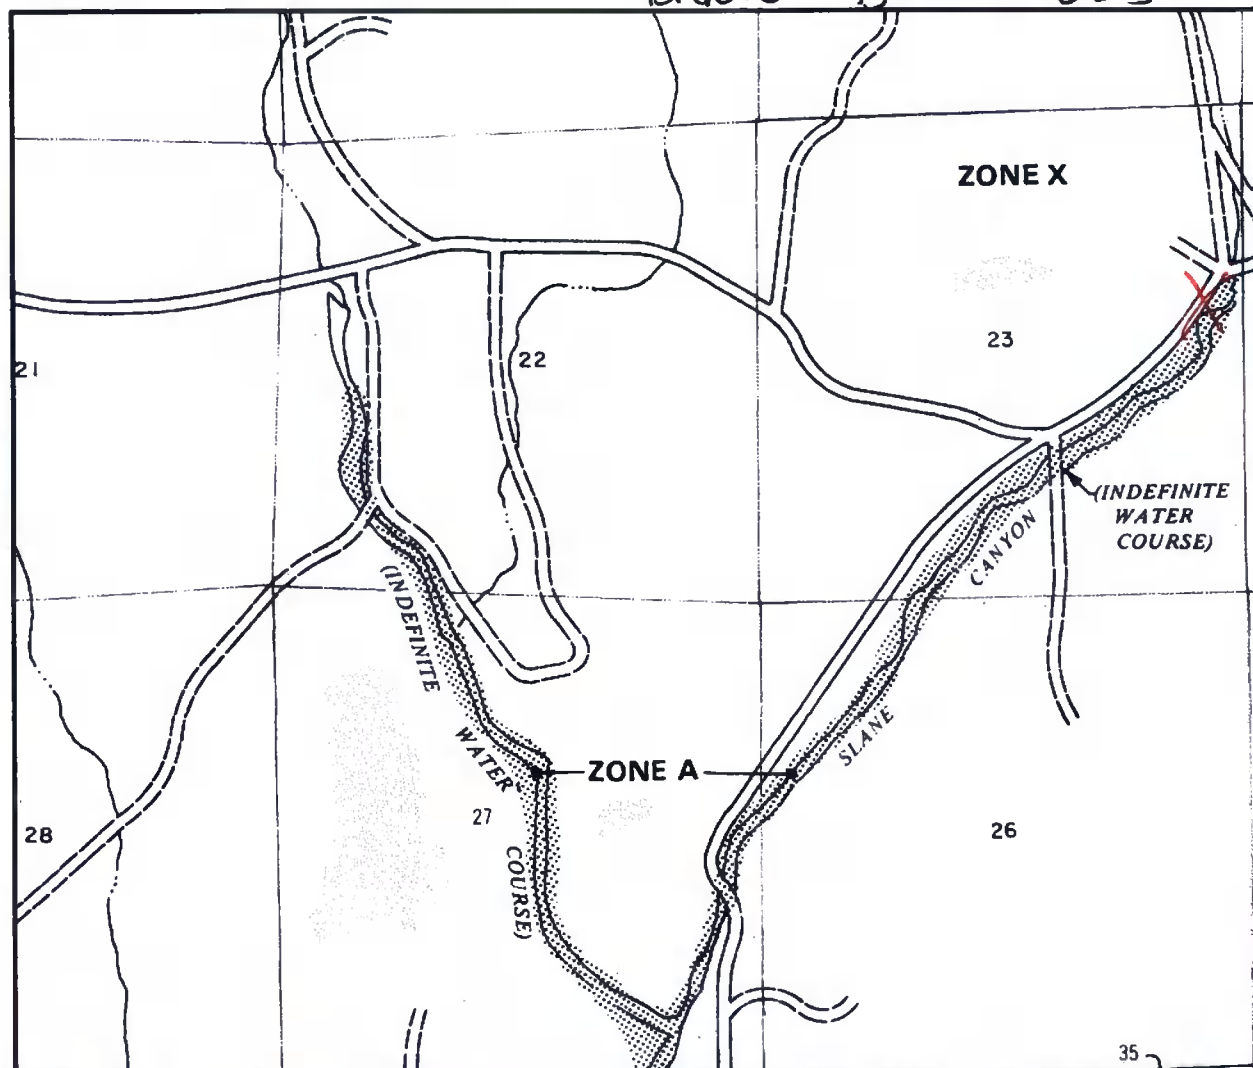 ZONE X
23
21
22
(INDEFINITE
WATER
COURSE)
SLANE CANYON
(INDEFINITE WATER COURSE)
ZONE A
27
28
26
35